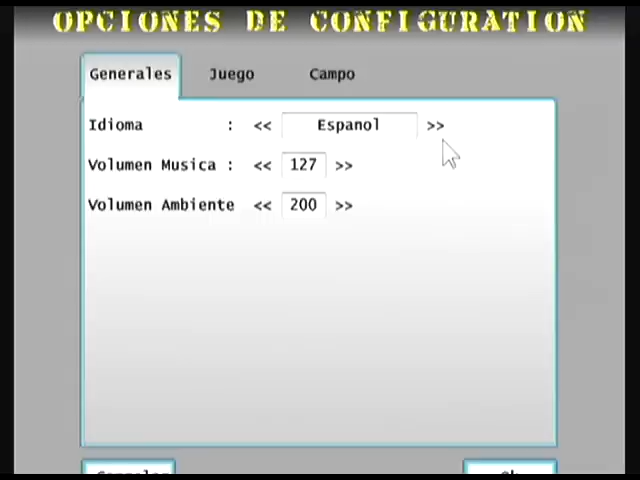 OPCIONES DE CONFIGURATION
Generales Juego Campo
Idioma : << Espanol >>
Volumen Musica : << 127 >>
Volumen Ambiente << 200 >>